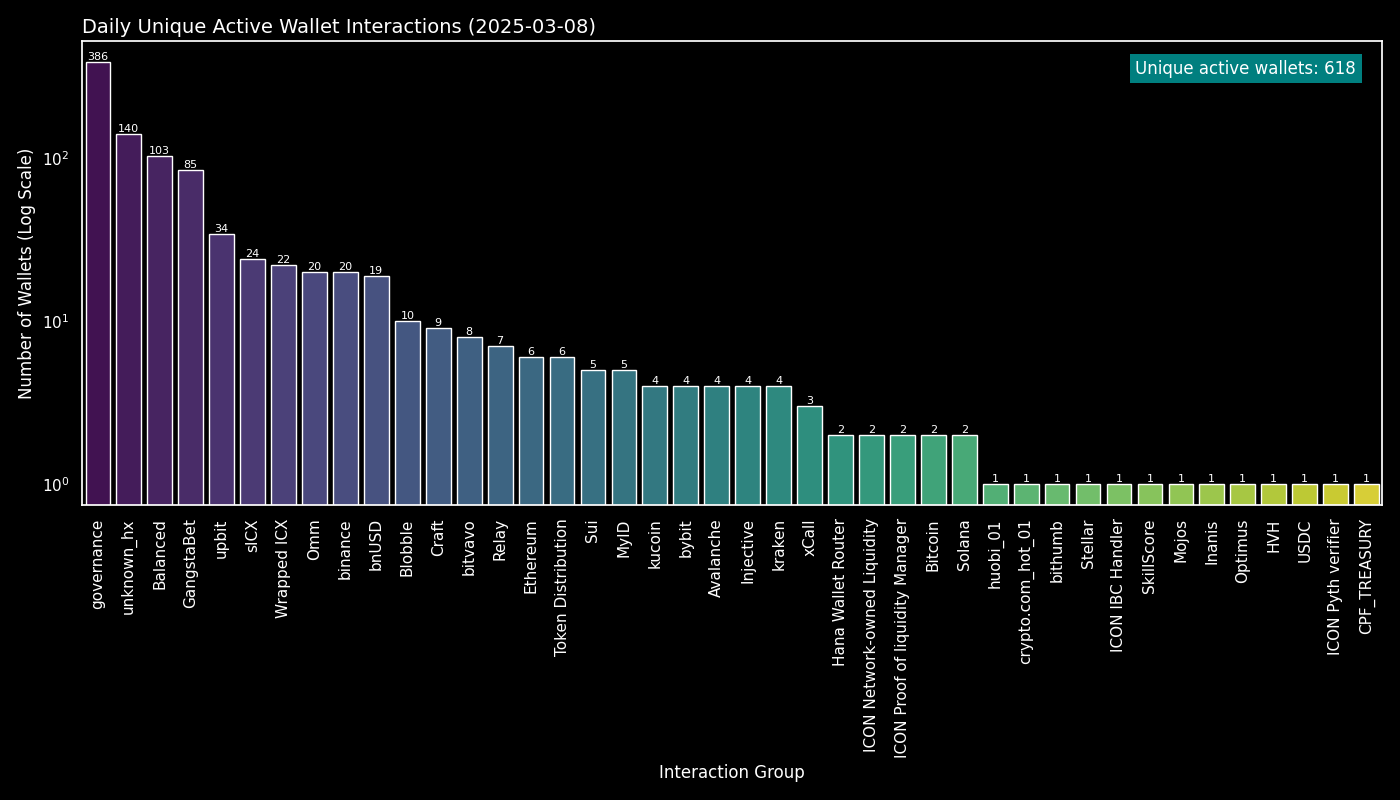 Daily Unique Active Wallet Interactions (2025-03-08)
Unique active wallets: 618
Number of Wallets (Log Scale)
10²
10¹
10⁰
386
140
103
85
34
24
22
20
20
19
10
9
8
7
6
6
5
5
4
4
4
4
4
3
2
2
2
2
2
1
1
1
1
1
1
1
1
1
1
1
1
1
governance
unknown_hx
Balanced
GangstaBet
upbit
sICX
Wrapped ICX
Omm
binance
bnUSD
Blobble
Craft
bitvavo
Relay
Ethereum
Token Distribution
Sui
MyID
kucoin
bybit
Avalanche
Injective
kraken
xCall
Hana Wallet Router
ICON Network-owned Liquidity
ICON Proof of liquidity Manager
Bitcoin
Solana
huobi_01
crypto.com_hot_01
bithumb
Stellar
ICON IBC Handler
SkillScore
Mojos
Inanis
Optimus
HVH
USDC
ICON Pyth verifier
CPF_TREASURY
Interaction Group